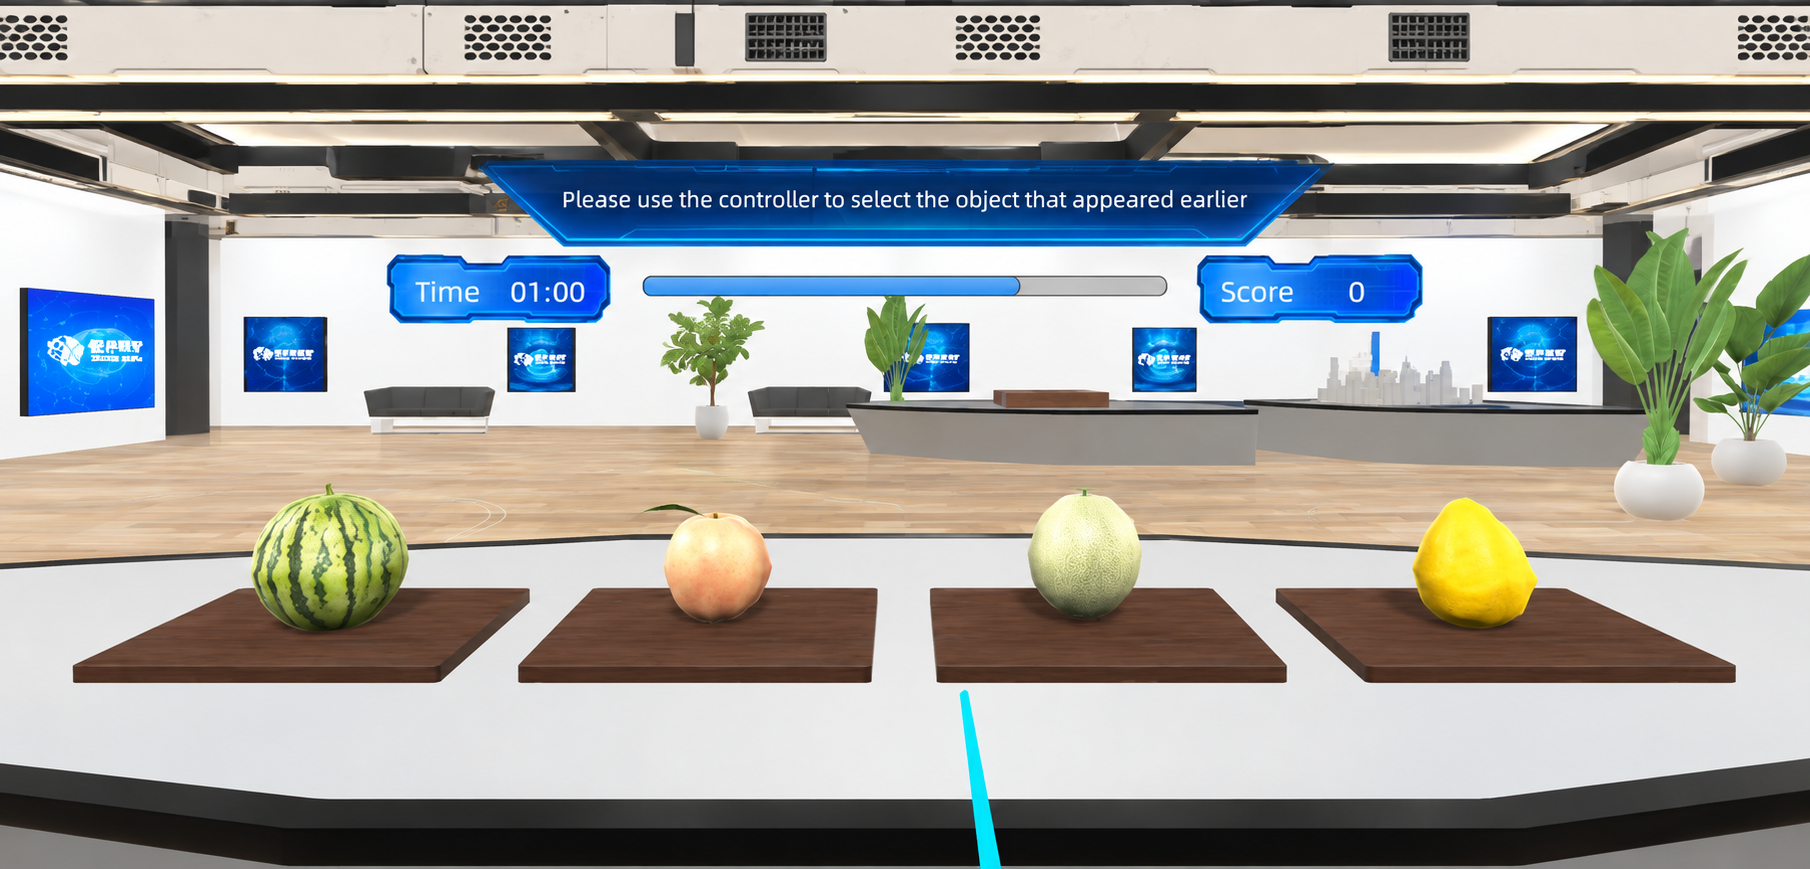 Please use the controller to select the object that appeared earlier
Time 01:00
Score 0